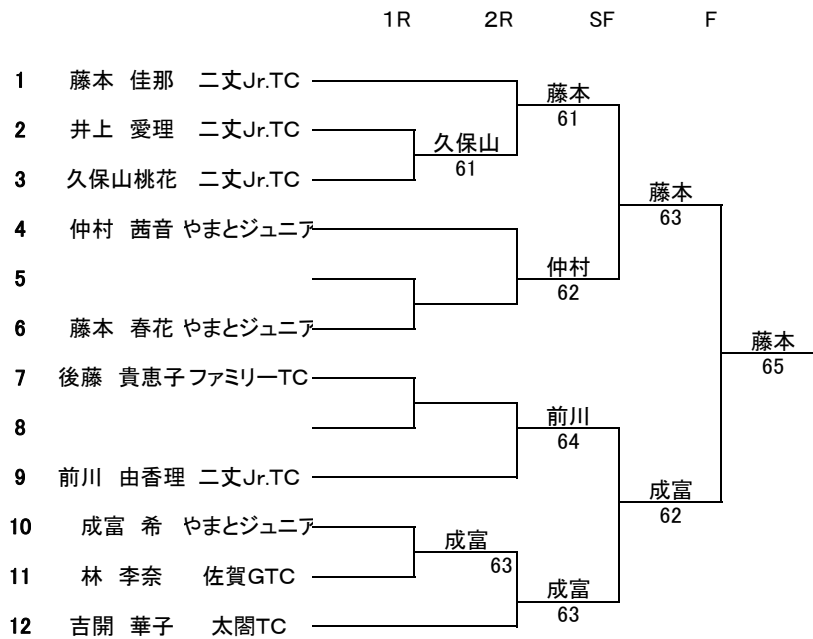 1R 2R SF F
1 藤本 佳那 二丈Jr.TC
藤本
61
2 井上 愛理 二丈Jr.TC
久保山
61
3 久保山桃花 二丈Jr.TC
藤本
63
4 仲村 茜音 やまとジュニア
仲村
62
5
6 藤本 春花 やまとジュニア
藤本
65
7 後藤 貴恵子 ファミリーTC
前川
64
8
9 前川 由香理 二丈Jr.TC
成富
62
10 成富 希 やまとジュニア
成富
63
11 林 李奈 佐賀GTC
成富
63
12 吉開 華子 太閤TC